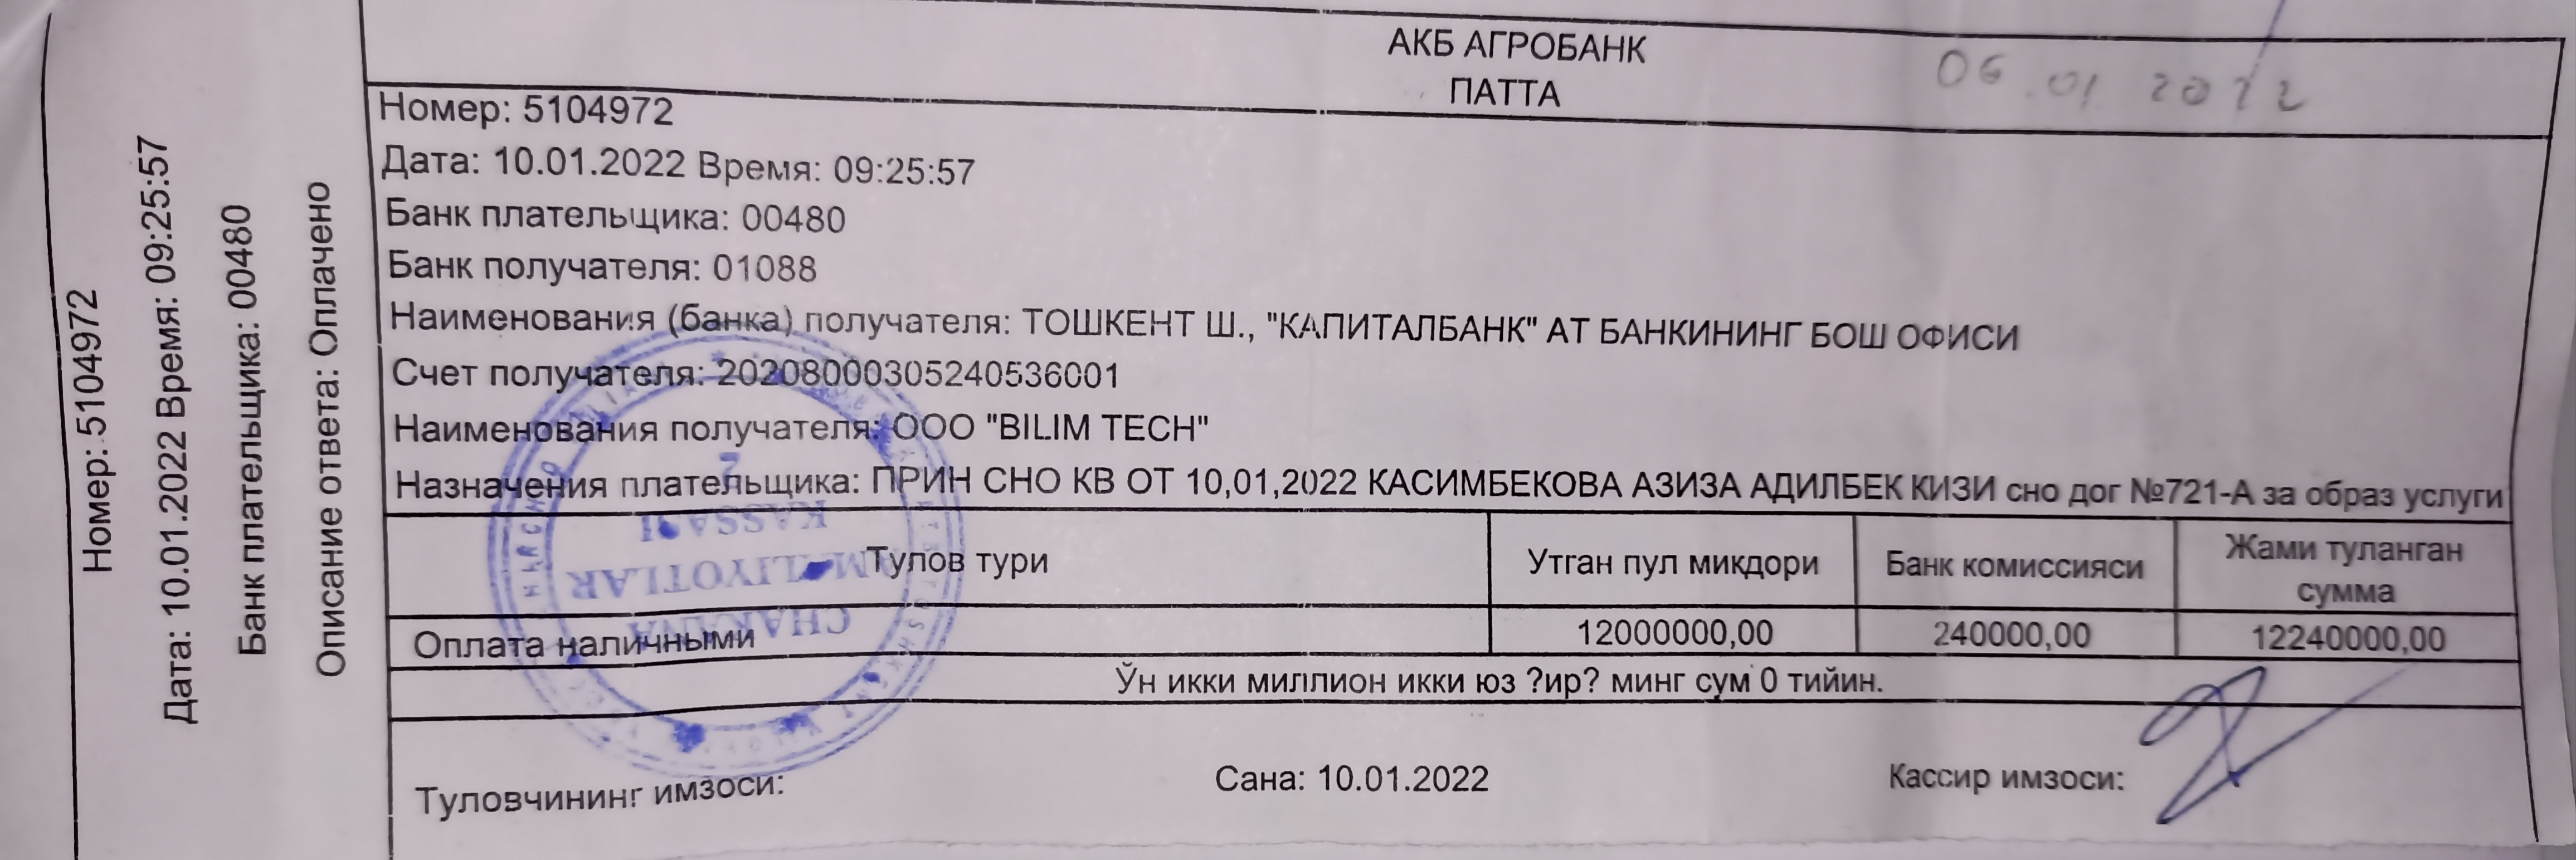 Номер: 5104972
Дата: 10.01.2022 Время: 09:25:57
Банк плательщика: 00480
Описание ответа: Оплачено
АКБ АГРОБАНК
ПАТТА
06.01 2022
Номер: 5104972
Дата: 10.01.2022 Время: 09:25:57
Банк плательщика: 00480
Банк получателя: 01088
Наименования (банка) получателя: ТОШКЕНТ Ш., "КАПИТАЛБАНК" АТ БАНКИНИНГ БОШ ОФИСИ
Счет получателя: 20208000305240536001
Наименования получателя: ООО "BILIM TECH"
Назначения плательщика: ПРИН СНО КВ ОТ 10,01,2022 КАСИМБЕКОВА АЗИЗА АДИЛБЕК КИЗИ сно дог №721-А за образ услуги
Тулов тури Утган пул микдори Банк комиссияси Жами туланган сумма
Оплата наличными 12000000,00 240000,00 12240000,00
Ўн икки миллион икки юз ?ир? минг сум 0 тийин.
Туловчининг имзоси: Сана: 10.01.2022 Кассир имзоси:
CHAKANA
AMALIYOTLAR
KASSASI
2